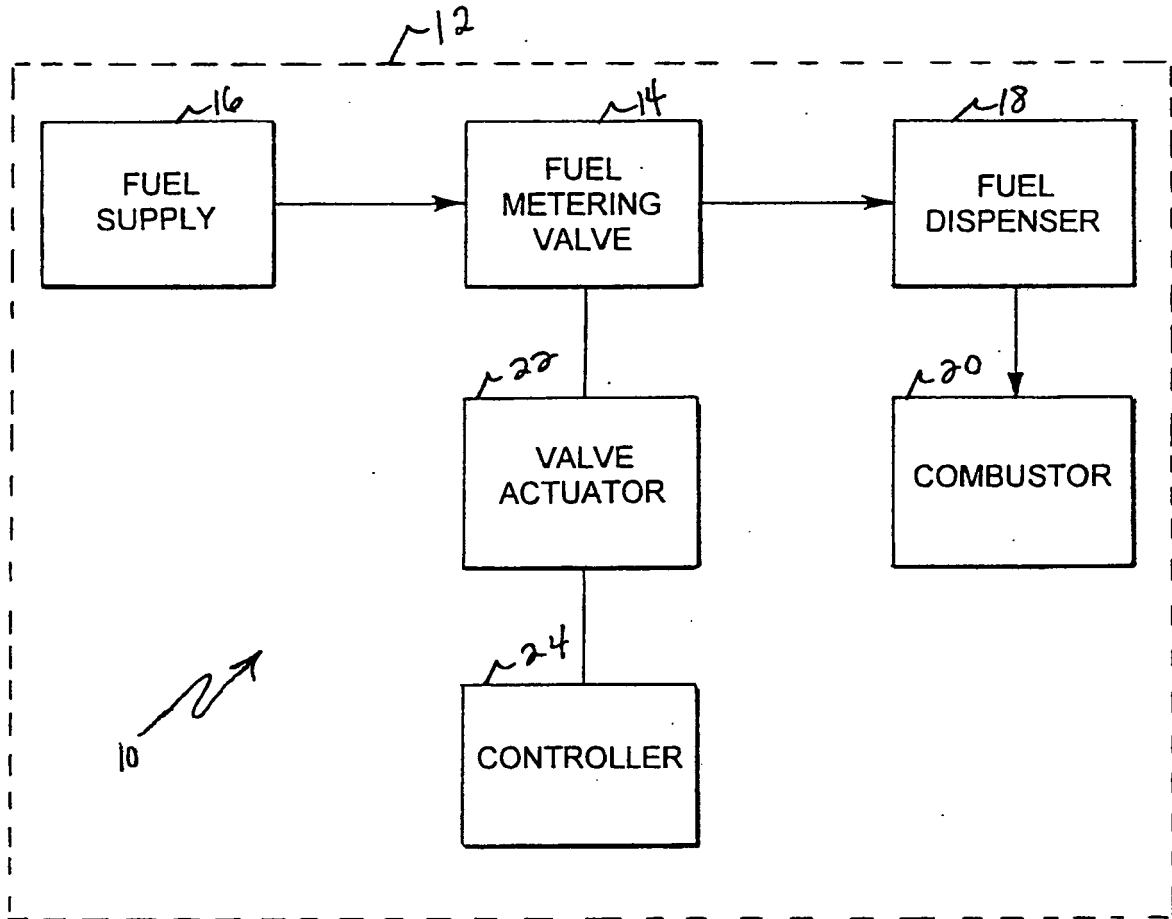 12
16
14
18
FUEL
SUPPLY
FUEL
METERING
VALVE
FUEL
DISPENSER
22
20
VALVE
ACTUATOR
COMBUSTOR
24
10
CONTROLLER